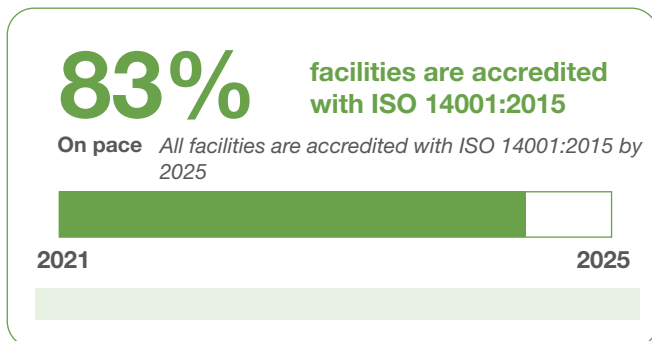 83%
facilities are accredited
with ISO 14001:2015
On pace All facilities are accredited with ISO 14001:2015 by
2025
2021
2025